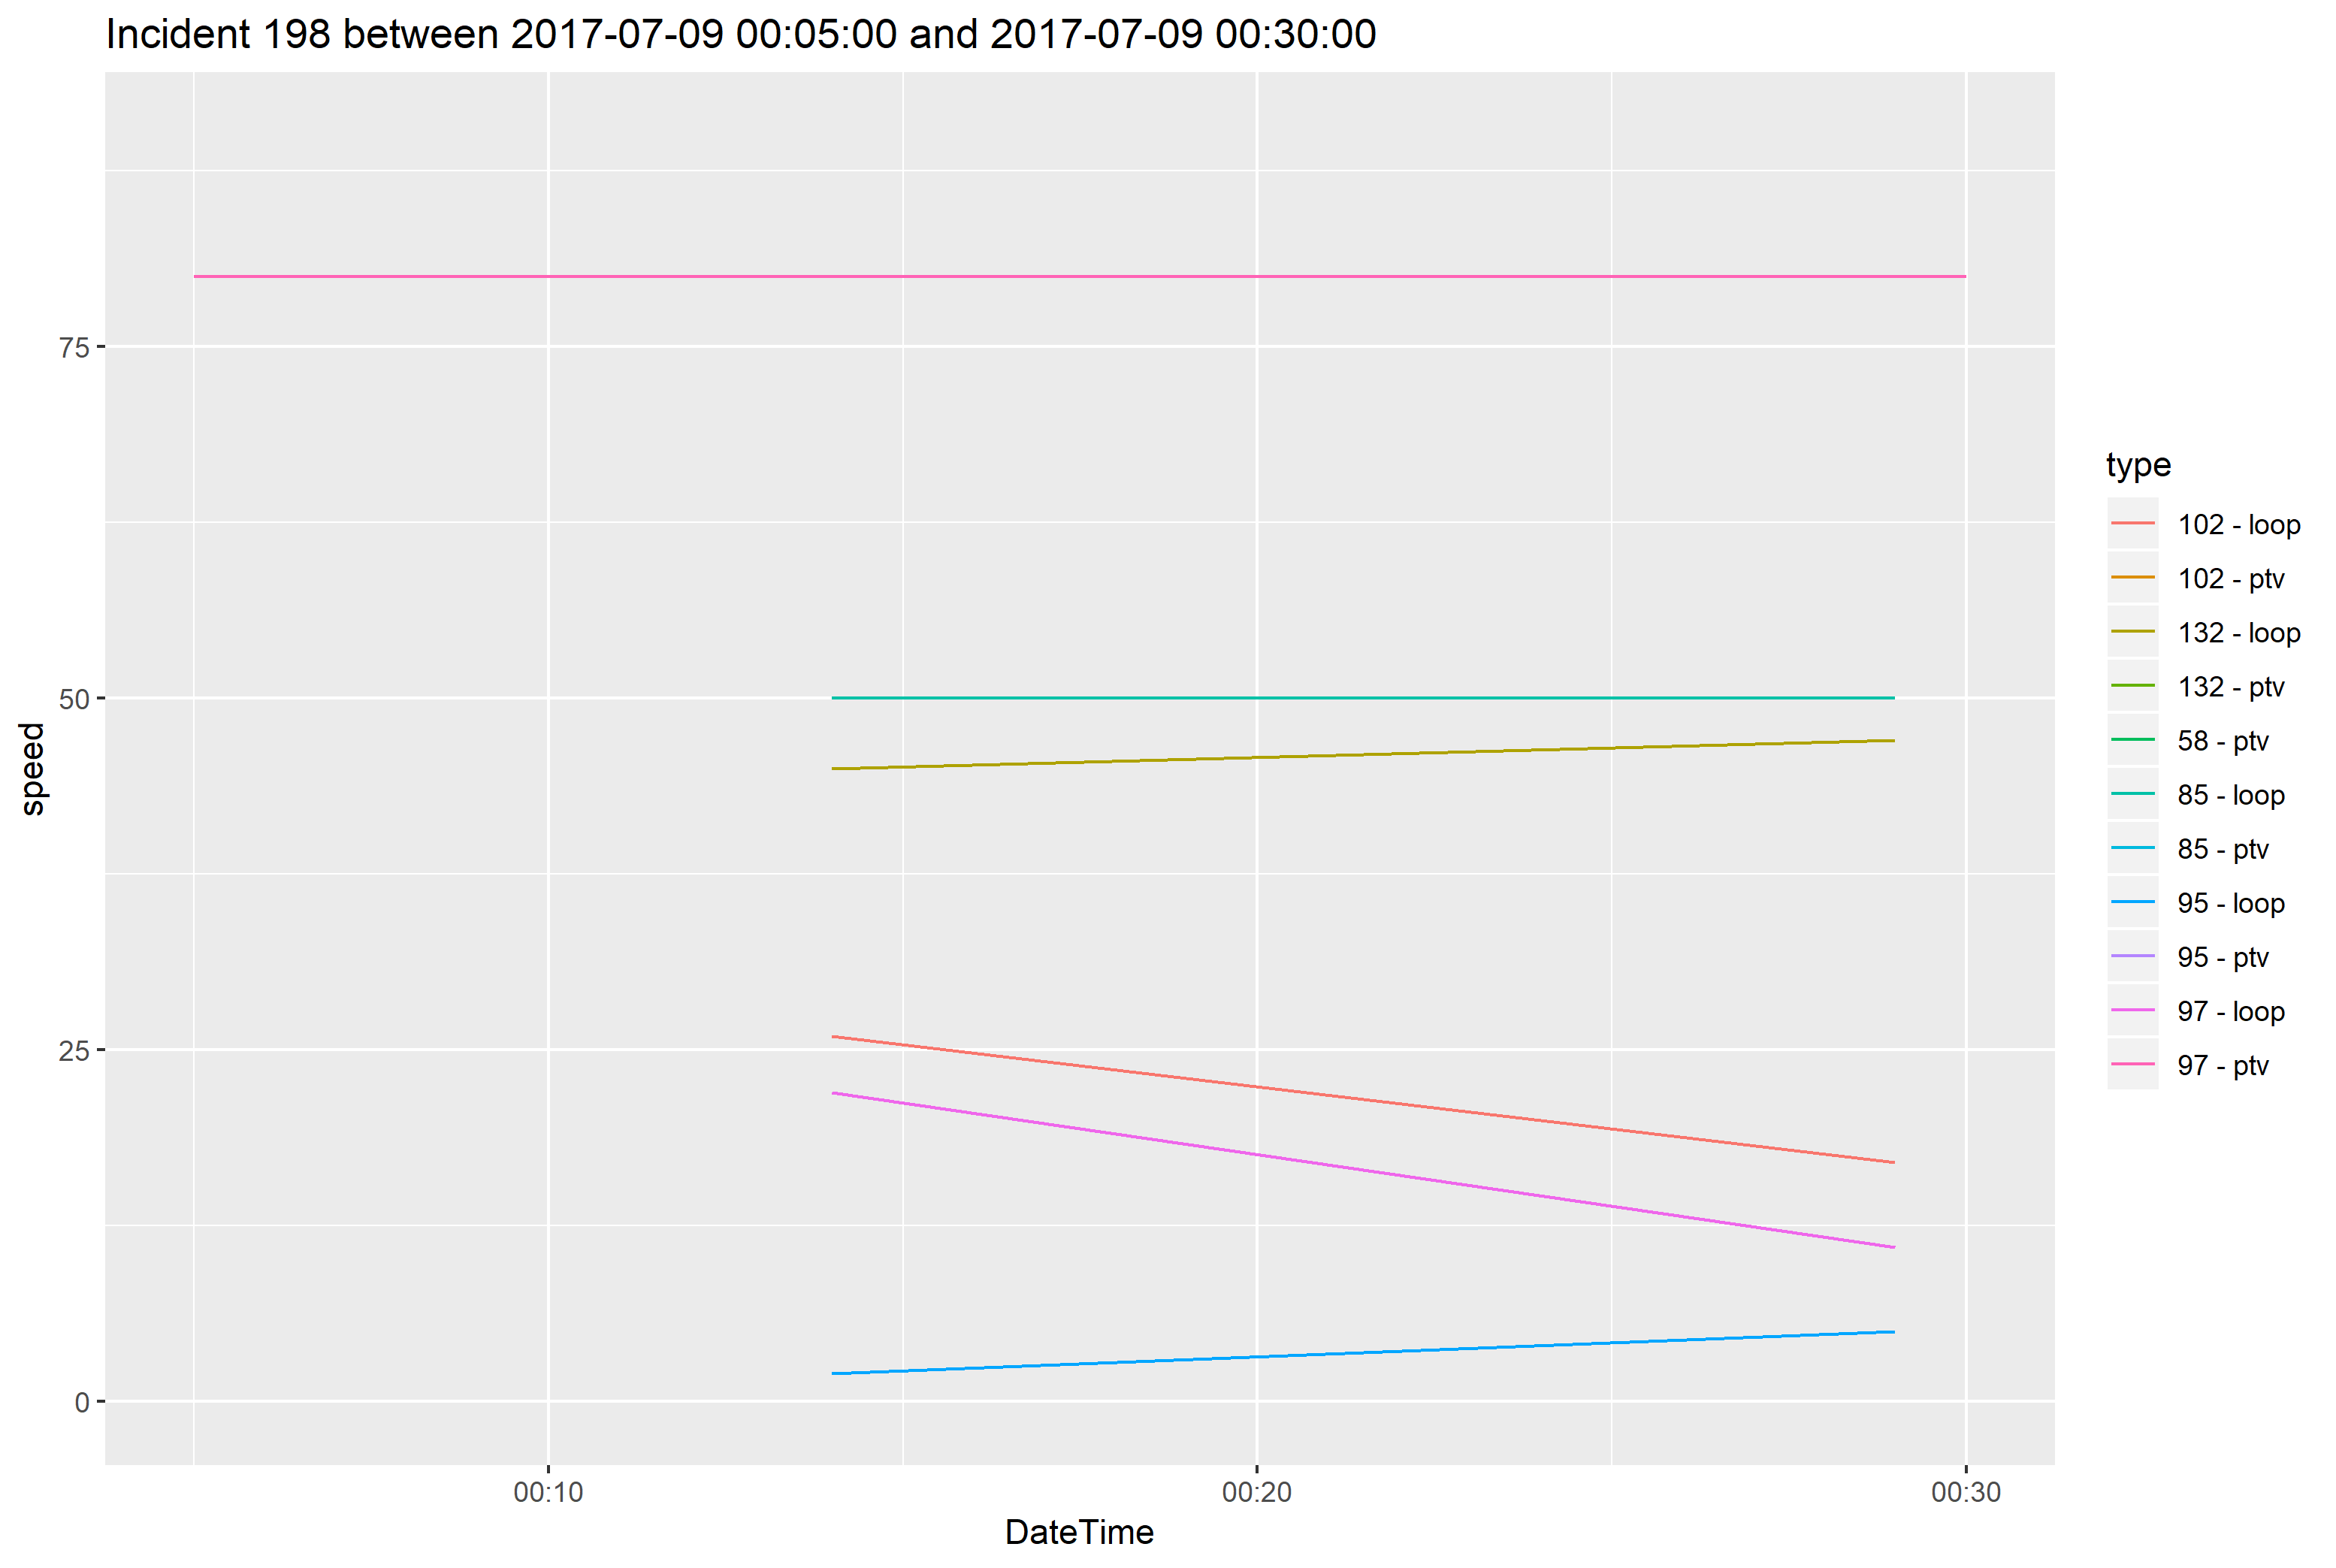 Incident 198 between 2017-07-09 00:05:00 and 2017-07-09 00:30:00
75
50
25
0
speed
00:10
00:20
00:30
DateTime
type
102 - loop
102 - ptv
132 - loop
132 - ptv
58 - ptv
85 - loop
85 - ptv
95 - loop
95 - ptv
97 - loop
97 - ptv